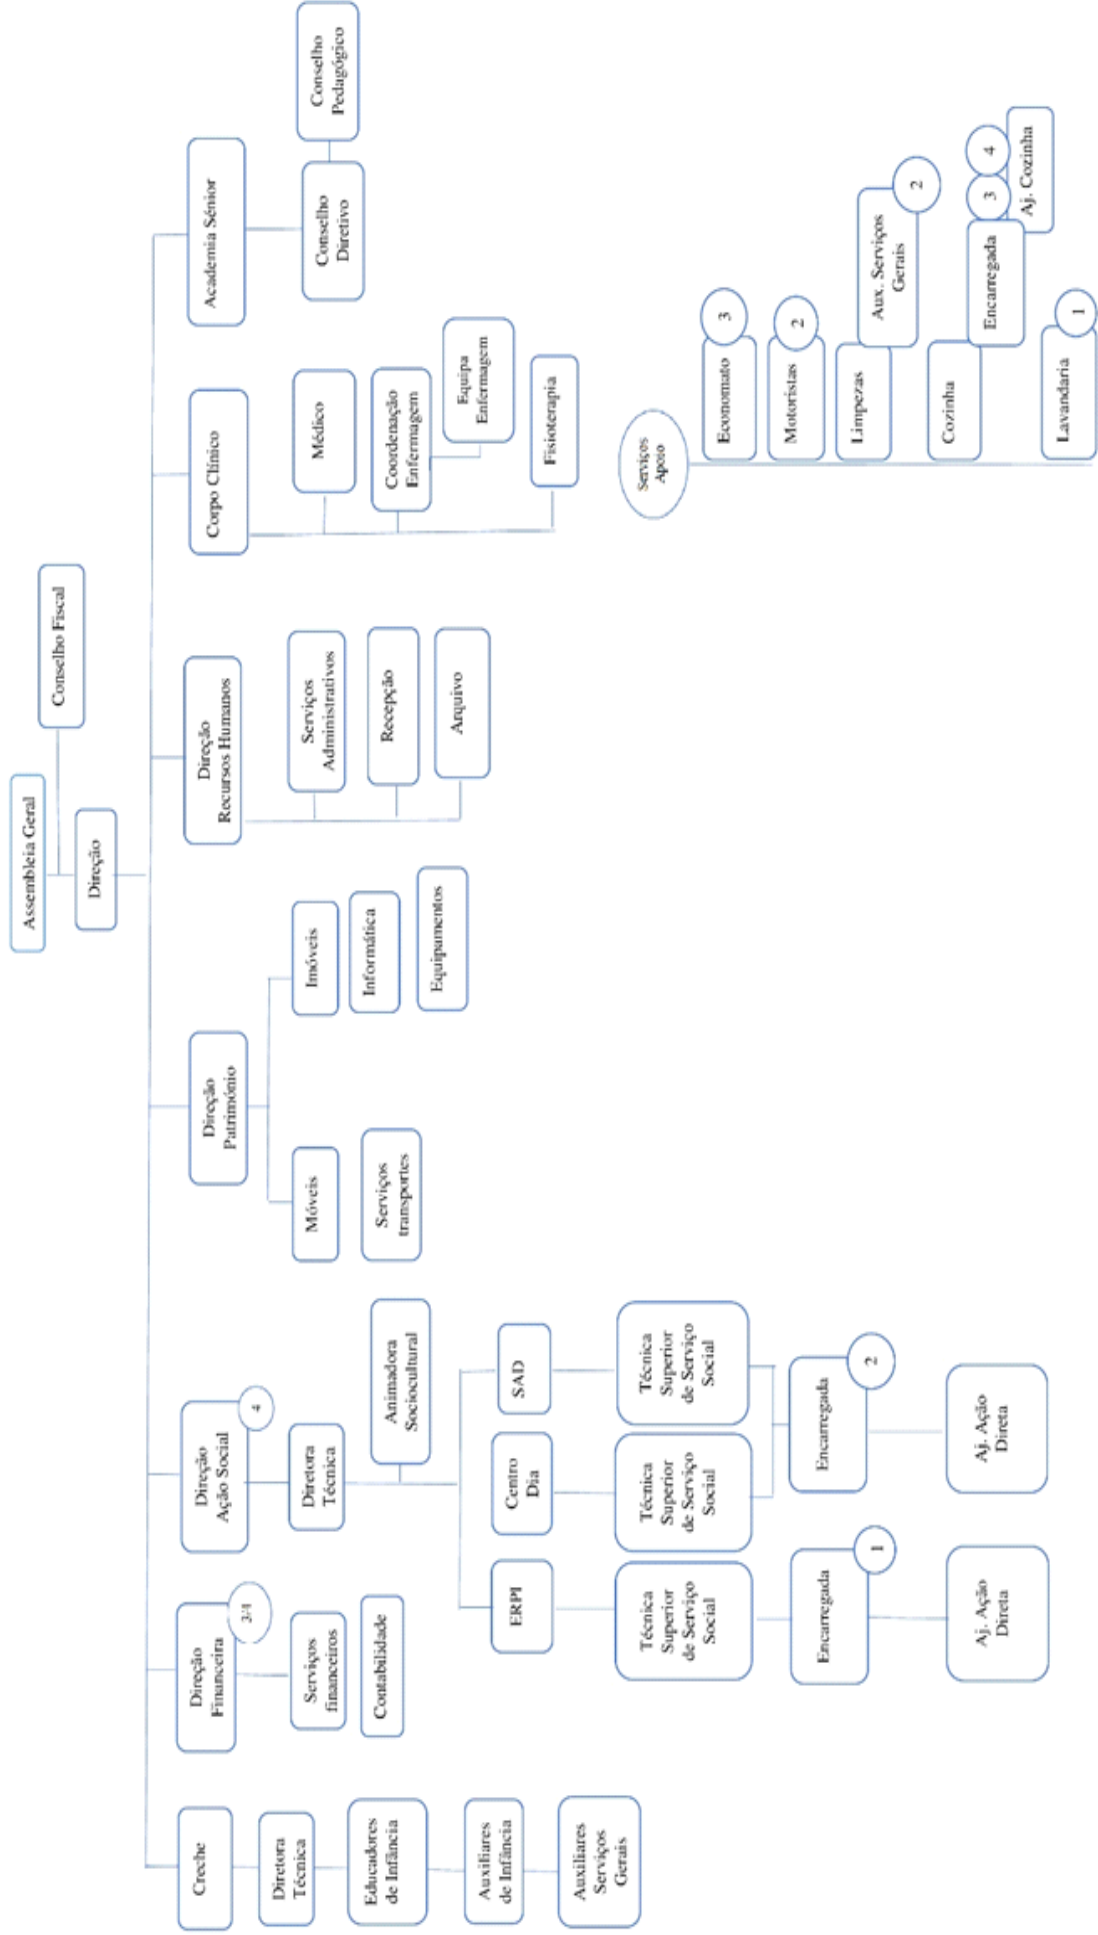 Assembleia Geral
Conselho Fiscal
Direção
Creche
Diretora
Técnica
Educadores
de Infância
Auxiliares
de Infância
Auxiliares
Serviços
Gerais
Direção
Financeira
3/4
Serviços
financeiros
Contabilidade
Direção
Ação Social
4
Diretora
Técnica
Animadora
Sociocultural
ERPI
Centro
Dia
SAD
Técnica
Superior
de Serviço
Social
Técnica
Superior
de Serviço
Social
Técnica
Superior
de Serviço
Social
Encarregada
1
Encarregada
2
Aj. Ação
Direta
Aj. Ação
Direta
Direção
Património
Móveis
Serviços
transportes
Imóveis
Informática
Equipamentos
Direção
Recursos Humanos
Serviços
Administrativos
Recepção
Arquivo
Corpo Clínico
Médico
Coordenação
Enfermagem
Equipa
Enfermagem
Fisioterapia
Academia Sénior
Conselho
Diretivo
Conselho
Pedagógico
Serviços
Apoio
Economato
3
Motoristas
2
Limpezas
Aux. Serviços
Gerais
2
Cozinha
Encarregada
3
4
Aj. Cozinha
Lavandaria
1